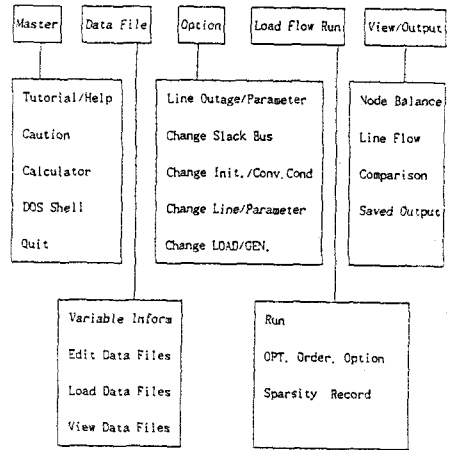 Master
Data File
Option
Load Flow Run
View/Output
Tutorial/Help
Caution
Calculator
DOS Shell
Quit
Line Outage/Parameter
Change Slack Bus
Change Init./Conv.Cond
Change Line/Parameter
Change LOAD/GEN.
Node Balance
Line Flow
Comparison
Saved Output
Variable Inform
Edit Data Files
Load Data Files
View Data Files
Run
OPT. Order. Option
Sparsity Record